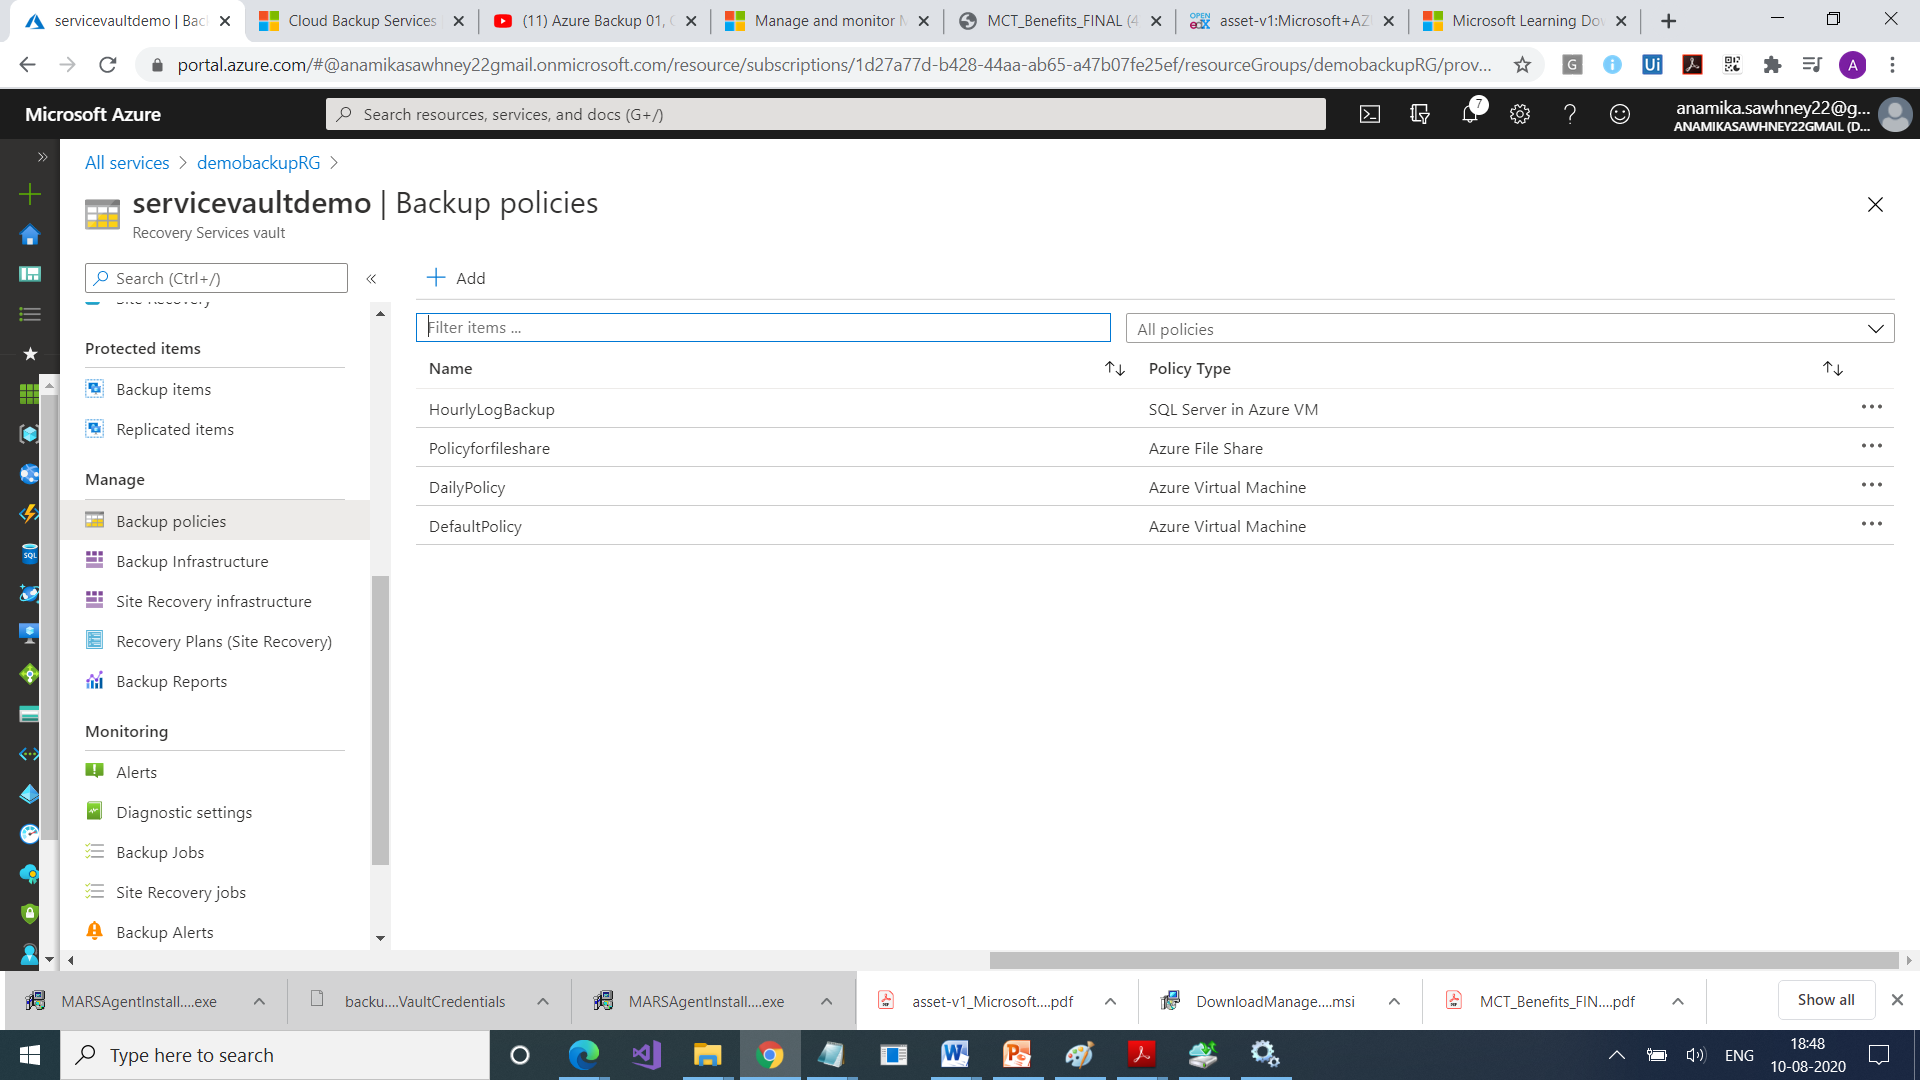 servicevaultdemo | Bac
Cloud Backup Services
(11) Azure Backup 01,
Manage and monitor
MCT_Benefits_FINAL (4
asset-v1:Microsoft+AZ
Microsoft Learning Do
portal.azure.com/#@anamikasawhney22gmail.onmicrosoft.com/resource/subscriptions/1d27a77d-b428-44aa-ab65-a47b07fe25ef/resourceGroups/demobackupRG/prov...
Microsoft Azure
Search resources, services, and docs (G+/)
7
anamika.sawhney22@g...
ANAMIKASAWHNEY22GMAIL (D...
All services > demobackupRG >
servicevaultdemo | Backup policies
Recovery Services vault
Search (Ctrl+/)
Site Recovery
Protected items
Backup items
Replicated items
Manage
Backup policies
Backup Infrastructure
Site Recovery infrastructure
Recovery Plans (Site Recovery)
Backup Reports
Monitoring
Alerts
Diagnostic settings
Backup Jobs
Site Recovery jobs
Backup Alerts
Add
Filter items ...
All policies
Name Policy Type
HourlyLogBackup SQL Server in Azure VM
Policyforfileshare Azure File Share
DailyPolicy Azure Virtual Machine
DefaultPolicy Azure Virtual Machine
MARSAgentInstall....exe
backu....VaultCredentials
MARSAgentInstall....exe
asset-v1_Microsoft....pdf
DownloadManage....msi
MCT_Benefits_FIN....pdf
Show all
Type here to search
ENG
18:48
10-08-2020